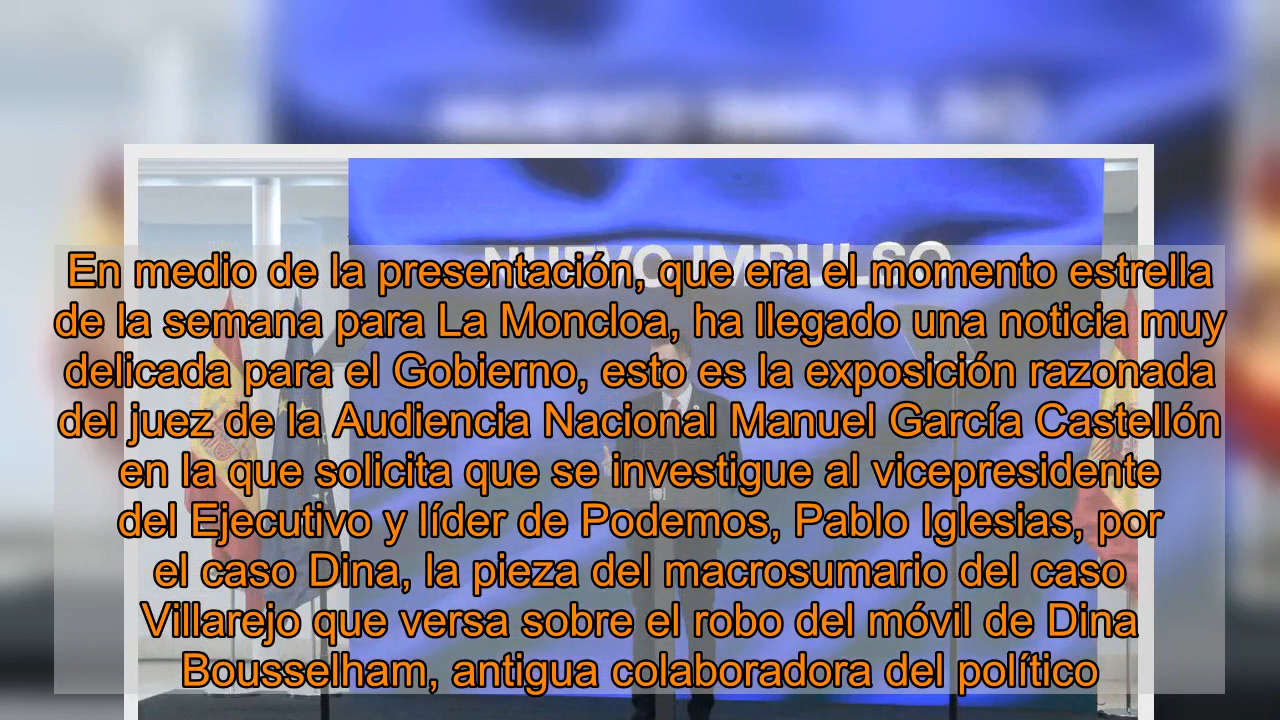 NUEVO IMPULSO
En medio de la presentación, que era el momento estrella
de la semana para La Moncloa, ha llegado una noticia muy
delicada para el Gobierno, esto es la exposición razonada
del juez de la Audiencia Nacional Manuel García Castellón
en la que solicita que se investigue al vicepresidente
del Ejecutivo y líder de Podemos, Pablo Iglesias, por
el caso Dina, la pieza del macrosumario del caso
Villarejo que versa sobre el robo del móvil de Dina
Bousselham, antigua colaboradora del político